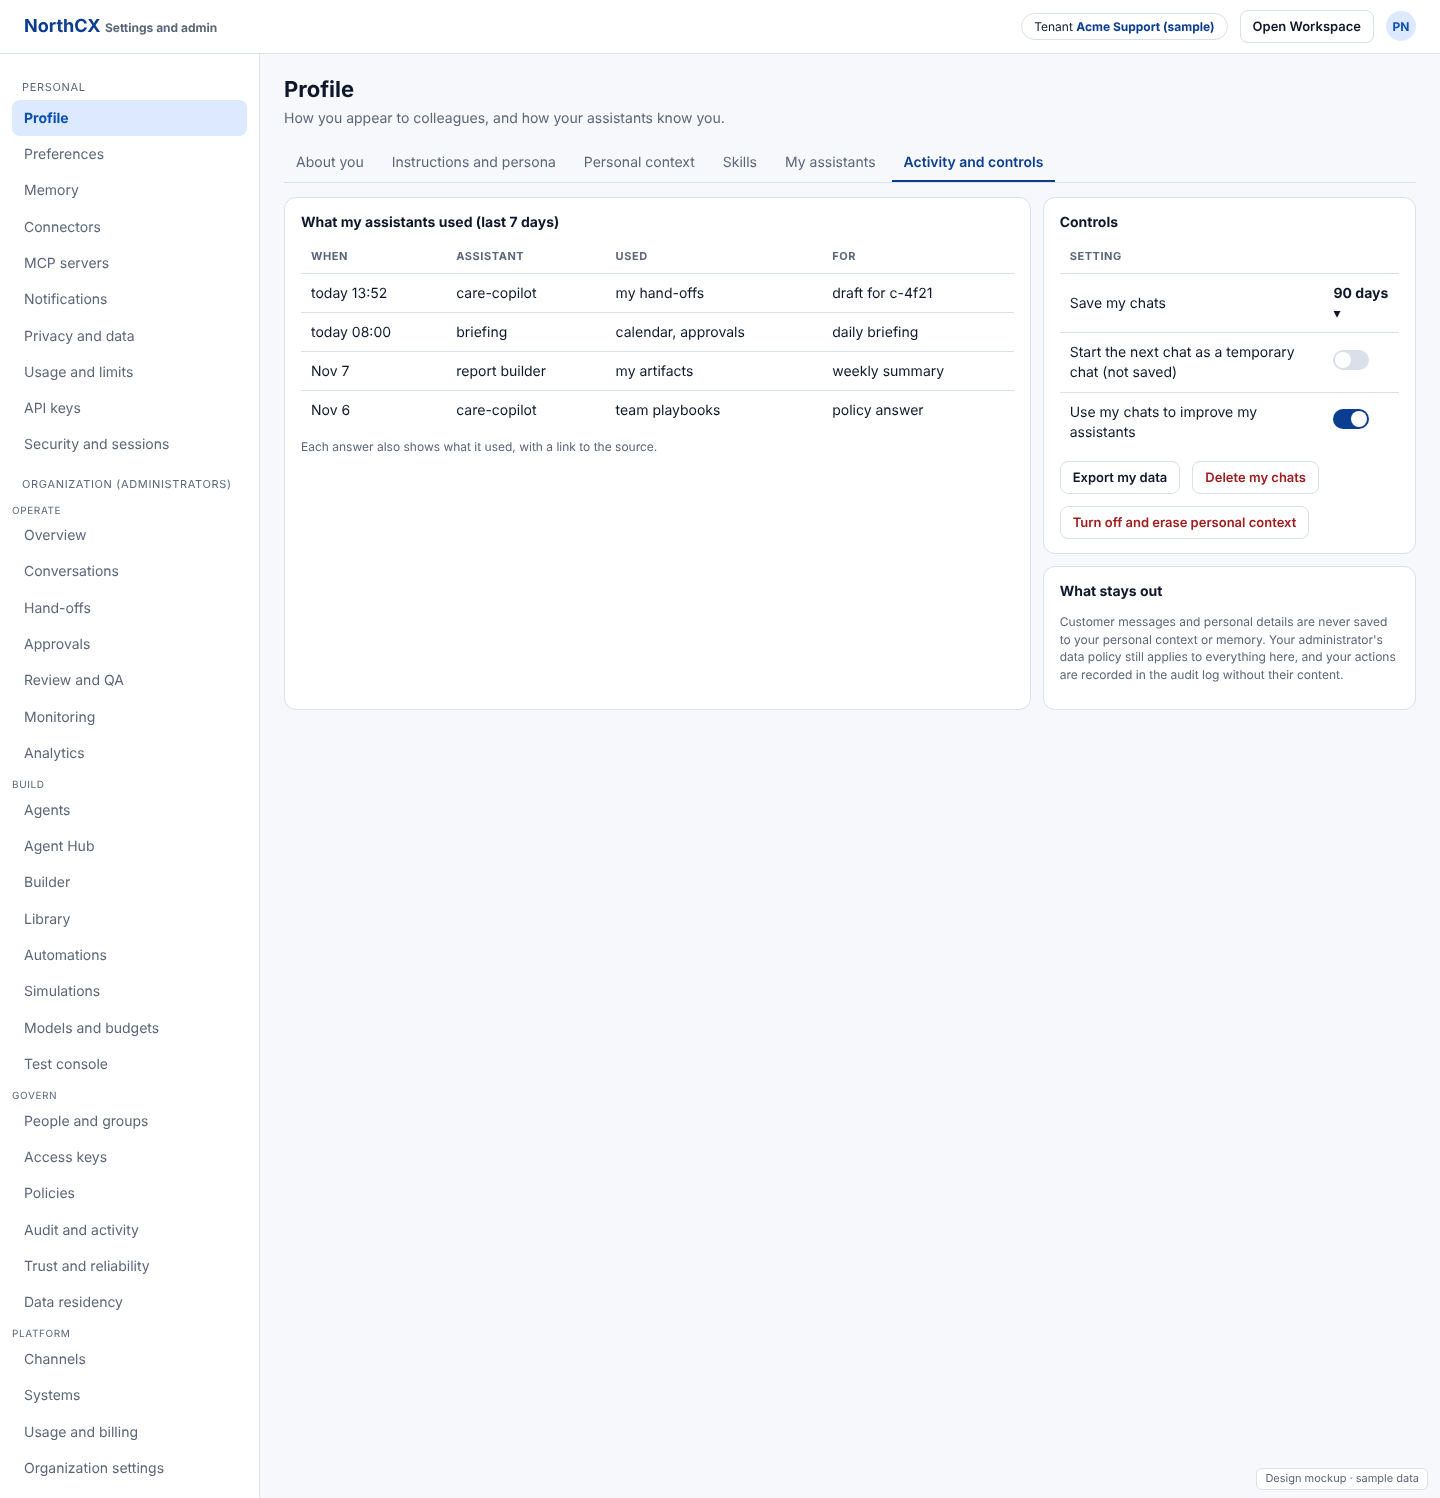 NorthCX Settings and admin
Tenant Acme Support (sample)
Open Workspace
PN
PERSONAL
Profile
Preferences
Memory
Connectors
MCP servers
Notifications
Privacy and data
Usage and limits
API keys
Security and sessions
ORGANIZATION (ADMINISTRATORS)
OPERATE
Overview
Conversations
Hand-offs
Approvals
Review and QA
Monitoring
Analytics
BUILD
Agents
Agent Hub
Builder
Library
Automations
Simulations
Models and budgets
Test console
GOVERN
People and groups
Access keys
Policies
Audit and activity
Trust and reliability
Data residency
PLATFORM
Channels
Systems
Usage and billing
Organization settings
Profile
How you appear to colleagues, and how your assistants know you.
About you Instructions and persona Personal context Skills My assistants Activity and controls
What my assistants used (last 7 days)
WHEN ASSISTANT USED FOR
today 13:52 care-copilot my hand-offs draft for c-4f21
today 08:00 briefing calendar, approvals daily briefing
Nov 7 report builder my artifacts weekly summary
Nov 6 care-copilot team playbooks policy answer
Each answer also shows what it used, with a link to the source.
Controls
SETTING
Save my chats 90 days ▾
Start the next chat as a temporary
chat (not saved)
Use my chats to improve my
assistants
Export my data Delete my chats
Turn off and erase personal context
What stays out
Customer messages and personal details are never saved
to your personal context or memory. Your administrator's
data policy still applies to everything here, and your actions
are recorded in the audit log without their content.
Design mockup · sample data